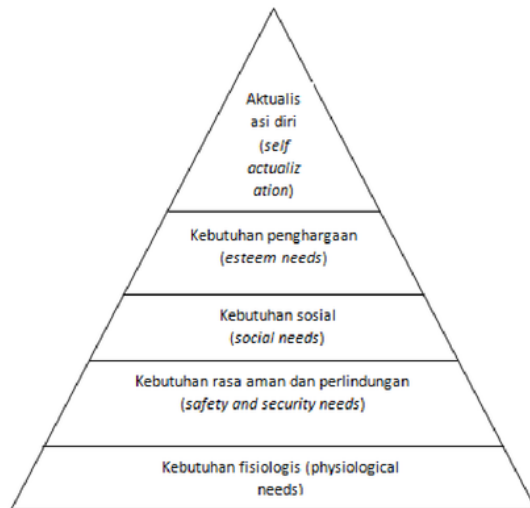 Aktualis
asi diri
(self
actualiz
ation)
Kebutuhan penghargaan
(esteem needs)
Kebutuhan sosial
(social needs)
Kebutuhan rasa aman dan perlindungan
(safety and security needs)
Kebutuhan fisiologis (physiological
needs)